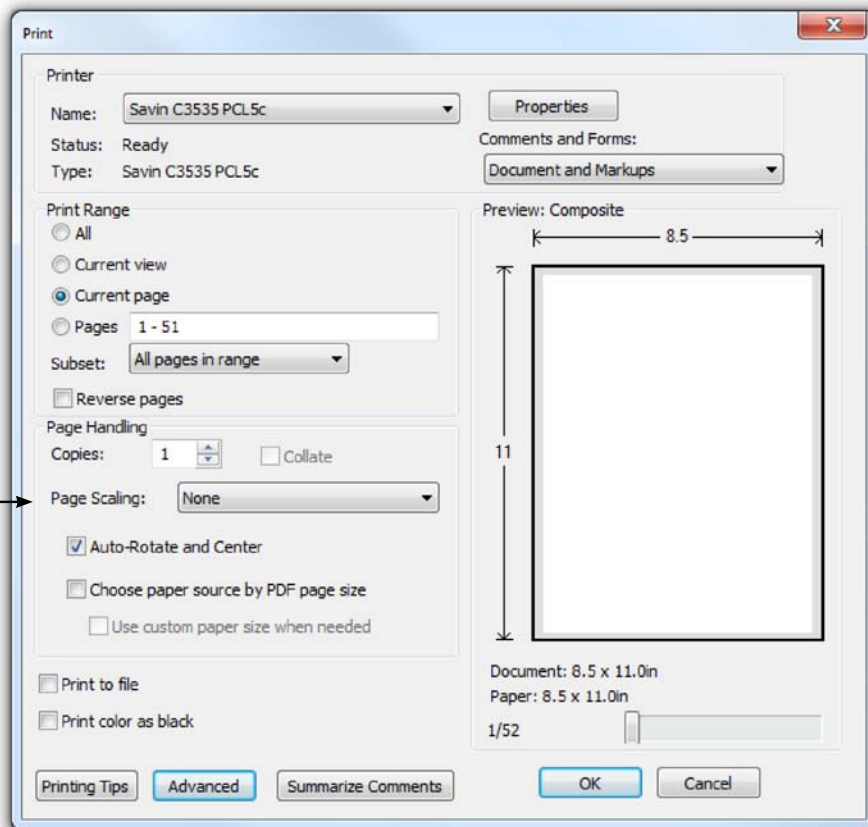 Print
Printer
Name: Savin C3535 PCL5c Properties
Status: Ready Comments and Forms:
Type: Savin C3535 PCL5c Document and Markups
Print Range
All
Current view
Current page
Pages 1 - 51
Subset: All pages in range
Reverse pages
Page Handling
Copies: 1 Collate
Page Scaling: None
Auto-Rotate and Center
Choose paper source by PDF page size
Use custom paper size when needed
Print to file
Print color as black
Preview: Composite
8.5
11
Document: 8.5 x 11.0in
Paper: 8.5 x 11.0in
1/52
Printing Tips Advanced Summarize Comments OK Cancel